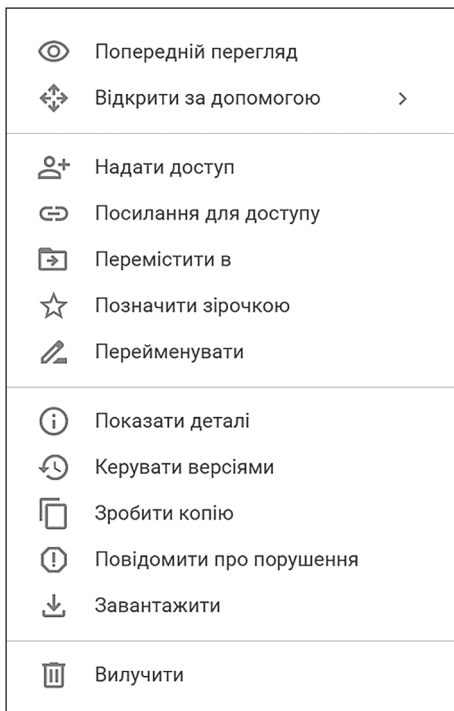 Попередній перегляд
Відкрити за допомогою
Надати доступ
Посилання для доступу
Перемістити в
Позначити зірочкою
Перейменувати
Показати деталі
Керувати версіями
Зробити копію
Повідомити про порушення
Завантажити
Вилучити